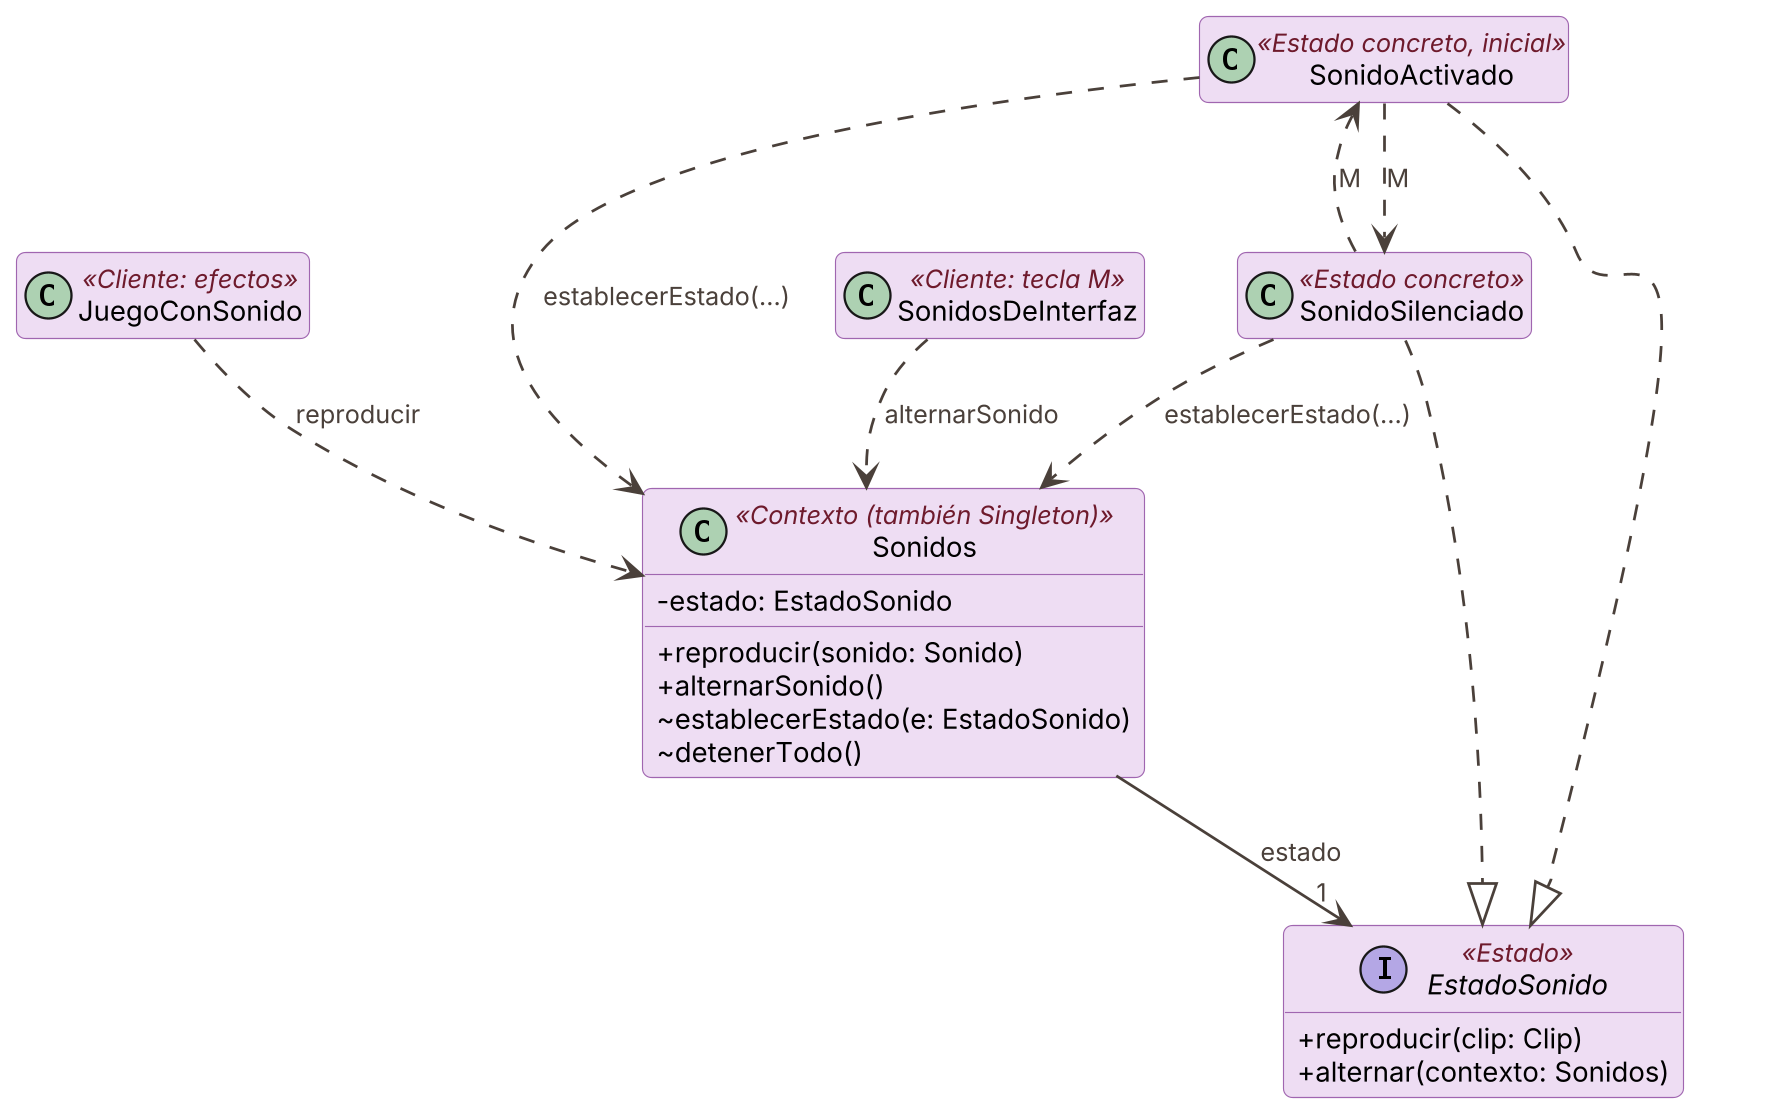 C «Estado concreto, inicial»
SonidoActivado
M
M
C «Cliente: efectos»
JuegoConSonido
establecerEstado(...)
C «Cliente: tecla M»
SonidosDeInterfaz
C «Estado concreto»
SonidoSilenciado
reproducir
alternarSonido
establecerEstado(...)
C «Contexto (también Singleton)»
Sonidos
-estado: EstadoSonido
+reproducir(sonido: Sonido)
+alternarSonido()
~establecerEstado(e: EstadoSonido)
~detenerTodo()
estado
1
I «Estado»
EstadoSonido
+reproducir(clip: Clip)
+alternar(contexto: Sonidos)